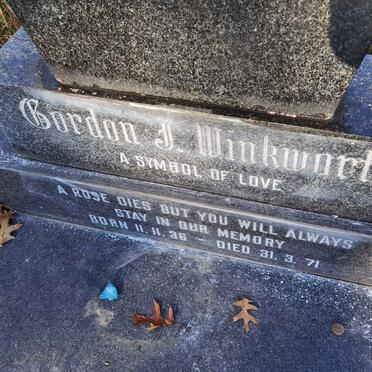 Gordon J. Winkwort
A SYMBOL OF LOVE
A ROSE DIES BUT YOU WILL ALWAYS
STAY IN OUR MEMORY
BORN 11. 11. 36 - DIED 31. 3. 71